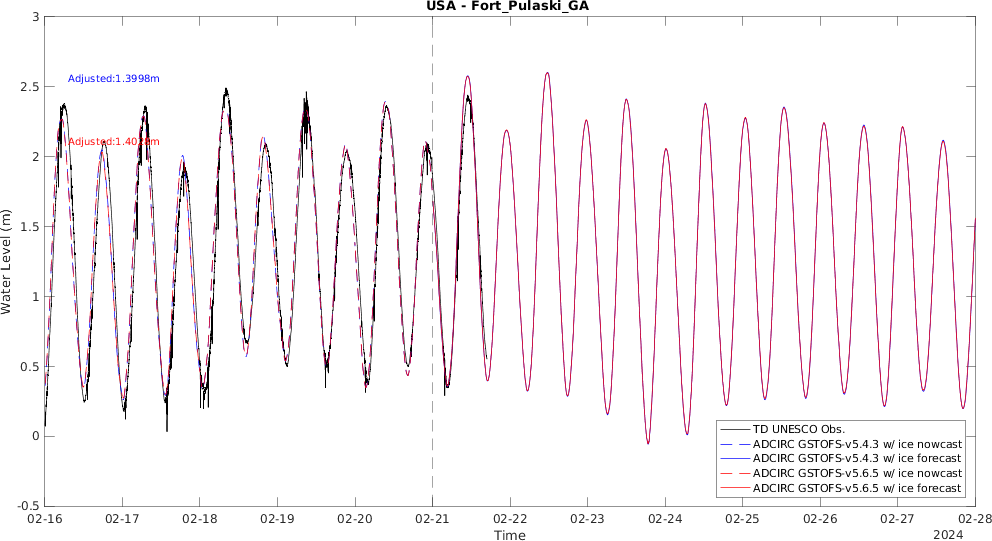 USA - Fort_Pulaski_GA
3
2.5
2
1.5
1
0.5
0
-0.5
Water Level (m)
Adjusted:1.3998m
02-16
02-17
02-18
02-19
02-20
02-21
02-22
02-23
02-24
02-25
02-26
02-27
02-28
Time
2024
TD UNESCO Obs.
ADCIRC GSTOFS-v5.4.3 w/ ice nowcast
ADCIRC GSTOFS-v5.4.3 w/ ice forecast
ADCIRC GSTOFS-v5.6.5 w/ ice nowcast
ADCIRC GSTOFS-v5.6.5 w/ ice forecast